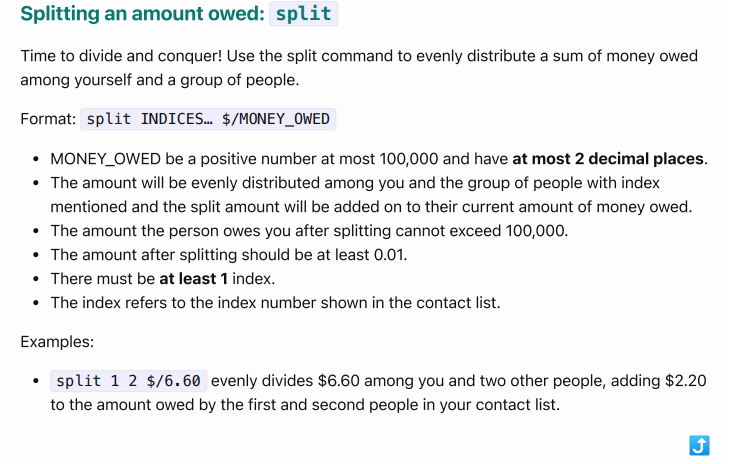 Splitting an amount owed: split
Time to divide and conquer! Use the split command to evenly distribute a sum of money owed
among yourself and a group of people.
Format: split INDICES… $/MONEY_OWED
• MONEY_OWED be a positive number at most 100,000 and have at most 2 decimal places.
• The amount will be evenly distributed among you and the group of people with index
mentioned and the split amount will be added on to their current amount of money owed.
• The amount the person owes you after splitting cannot exceed 100,000.
• The amount after splitting should be at least 0.01.
• There must be at least 1 index.
• The index refers to the index number shown in the contact list.
Examples:
• split 1 2 $/6.60 evenly divides $6.60 among you and two other people, adding $2.20
to the amount owed by the first and second people in your contact list.